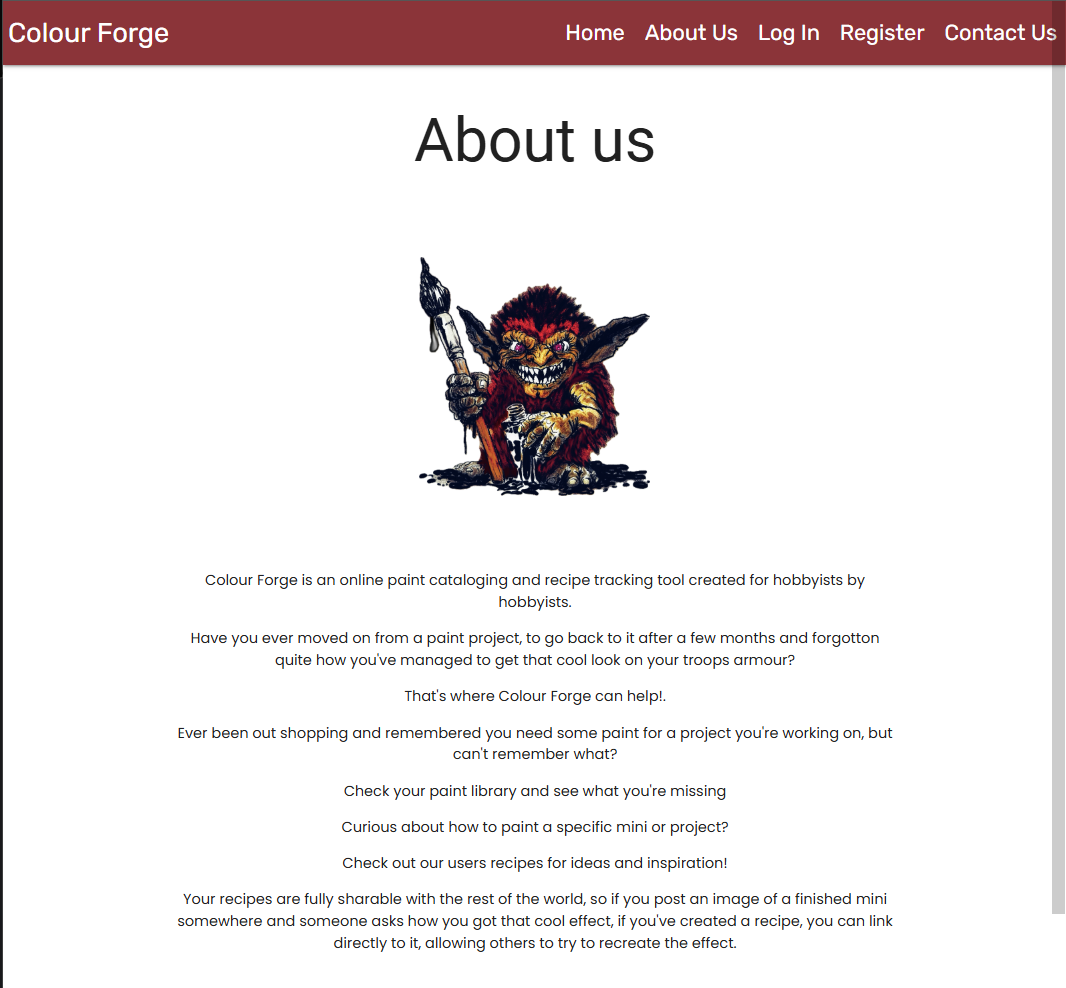 Colour Forge
Home About Us Log In Register Contact Us
About us
Colour Forge is an online paint cataloging and recipe tracking tool created for hobbyists by
hobbyists.
Have you ever moved on from a paint project, to go back to it after a few months and forgotton
quite how you've managed to get that cool look on your troops armour?
That's where Colour Forge can help!.
Ever been out shopping and remembered you need some paint for a project you're working on, but
can't remember what?
Check your paint library and see what you're missing
Curious about how to paint a specific mini or project?
Check out our users recipes for ideas and inspiration!
Your recipes are fully sharable with the rest of the world, so if you post an image of a finished mini
somewhere and someone asks how you got that cool effect, if you've created a recipe, you can link
directly to it, allowing others to try to recreate the effect.